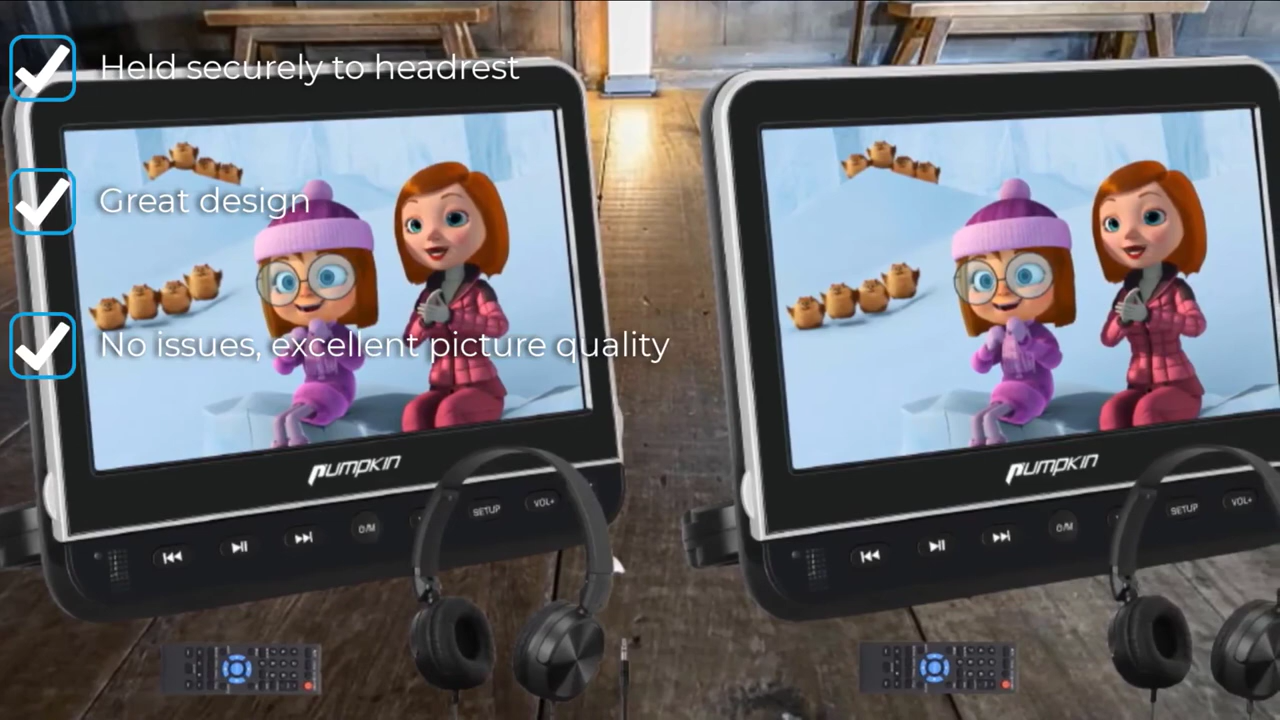 Held securely to headrest
Great design
No issues, excellent picture quality
PUMPKIN
PUMPKIN
O/M
SETUP
VOL+
O/M
SETUP
VOL+